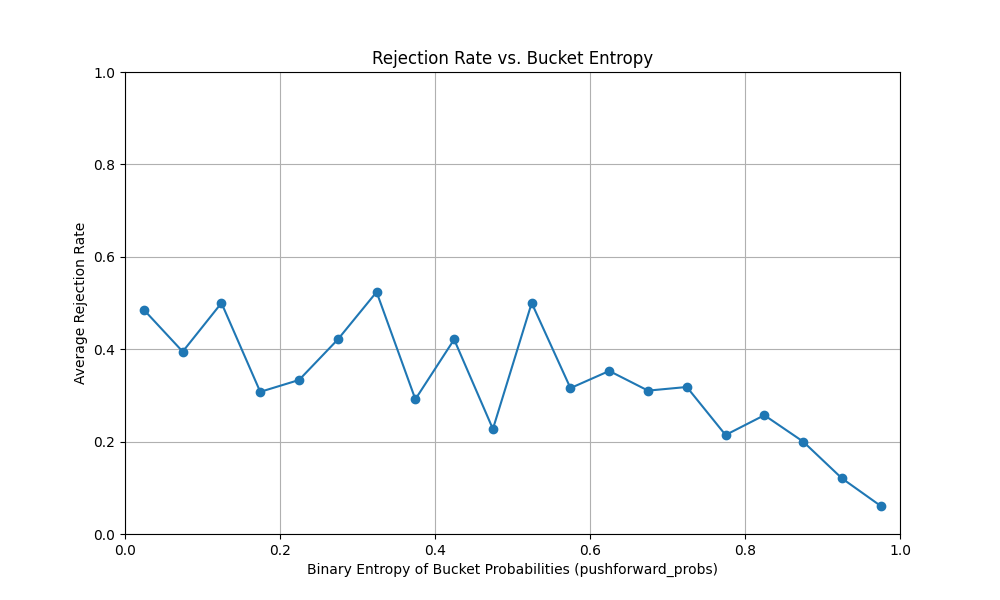 Rejection Rate vs. Bucket Entropy
1.0
0.8
0.6
0.4
0.2
0.0
Average Rejection Rate
0.0 0.2 0.4 0.6 0.8 1.0
Binary Entropy of Bucket Probabilities (pushforward_probs)